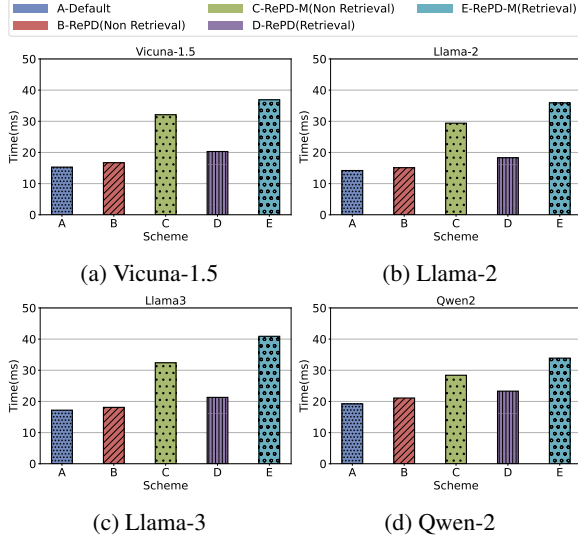 A-Default
C-RePD-M(Non Retrieval)
E-RePD-M(Retrieval)
B-RePD(Non Retrieval)
D-RePD(Retrieval)
Vicuna-1.5
Time(ms)
50
40
30
20
10
0
A B C D E
Scheme
(a) Vicuna-1.5
Llama-2
Time(ms)
50
40
30
20
10
0
A B C D E
Scheme
(b) Llama-2
Llama3
Time(ms)
50
40
30
20
10
0
A B C D E
Scheme
(c) Llama-3
Qwen2
Time(ms)
50
40
30
20
10
0
A B C D E
Scheme
(d) Qwen-2